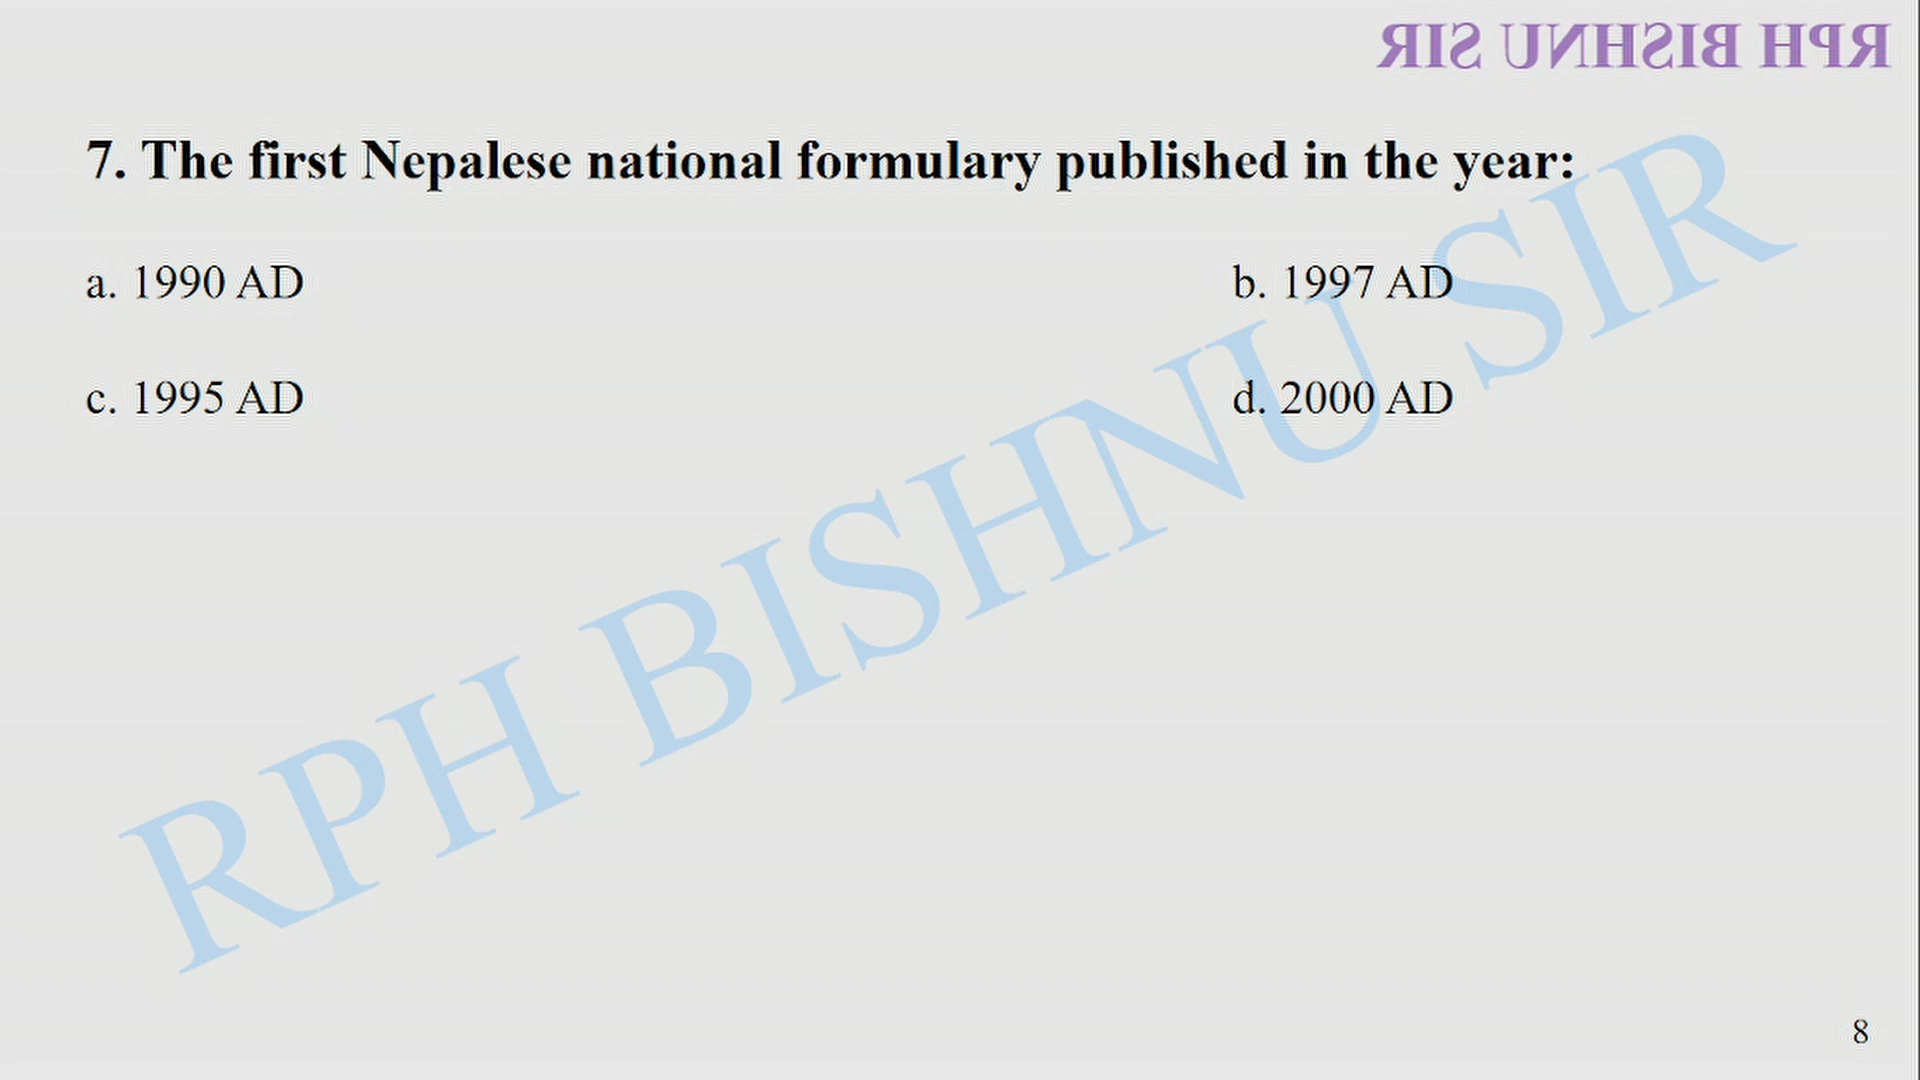 RPH BISHNU SIR
7. The first Nepalese national formulary published in the year:
a. 1990 AD
b. 1997 AD
c. 1995 AD
d. 2000 AD
RPH BISHNU SIR
8